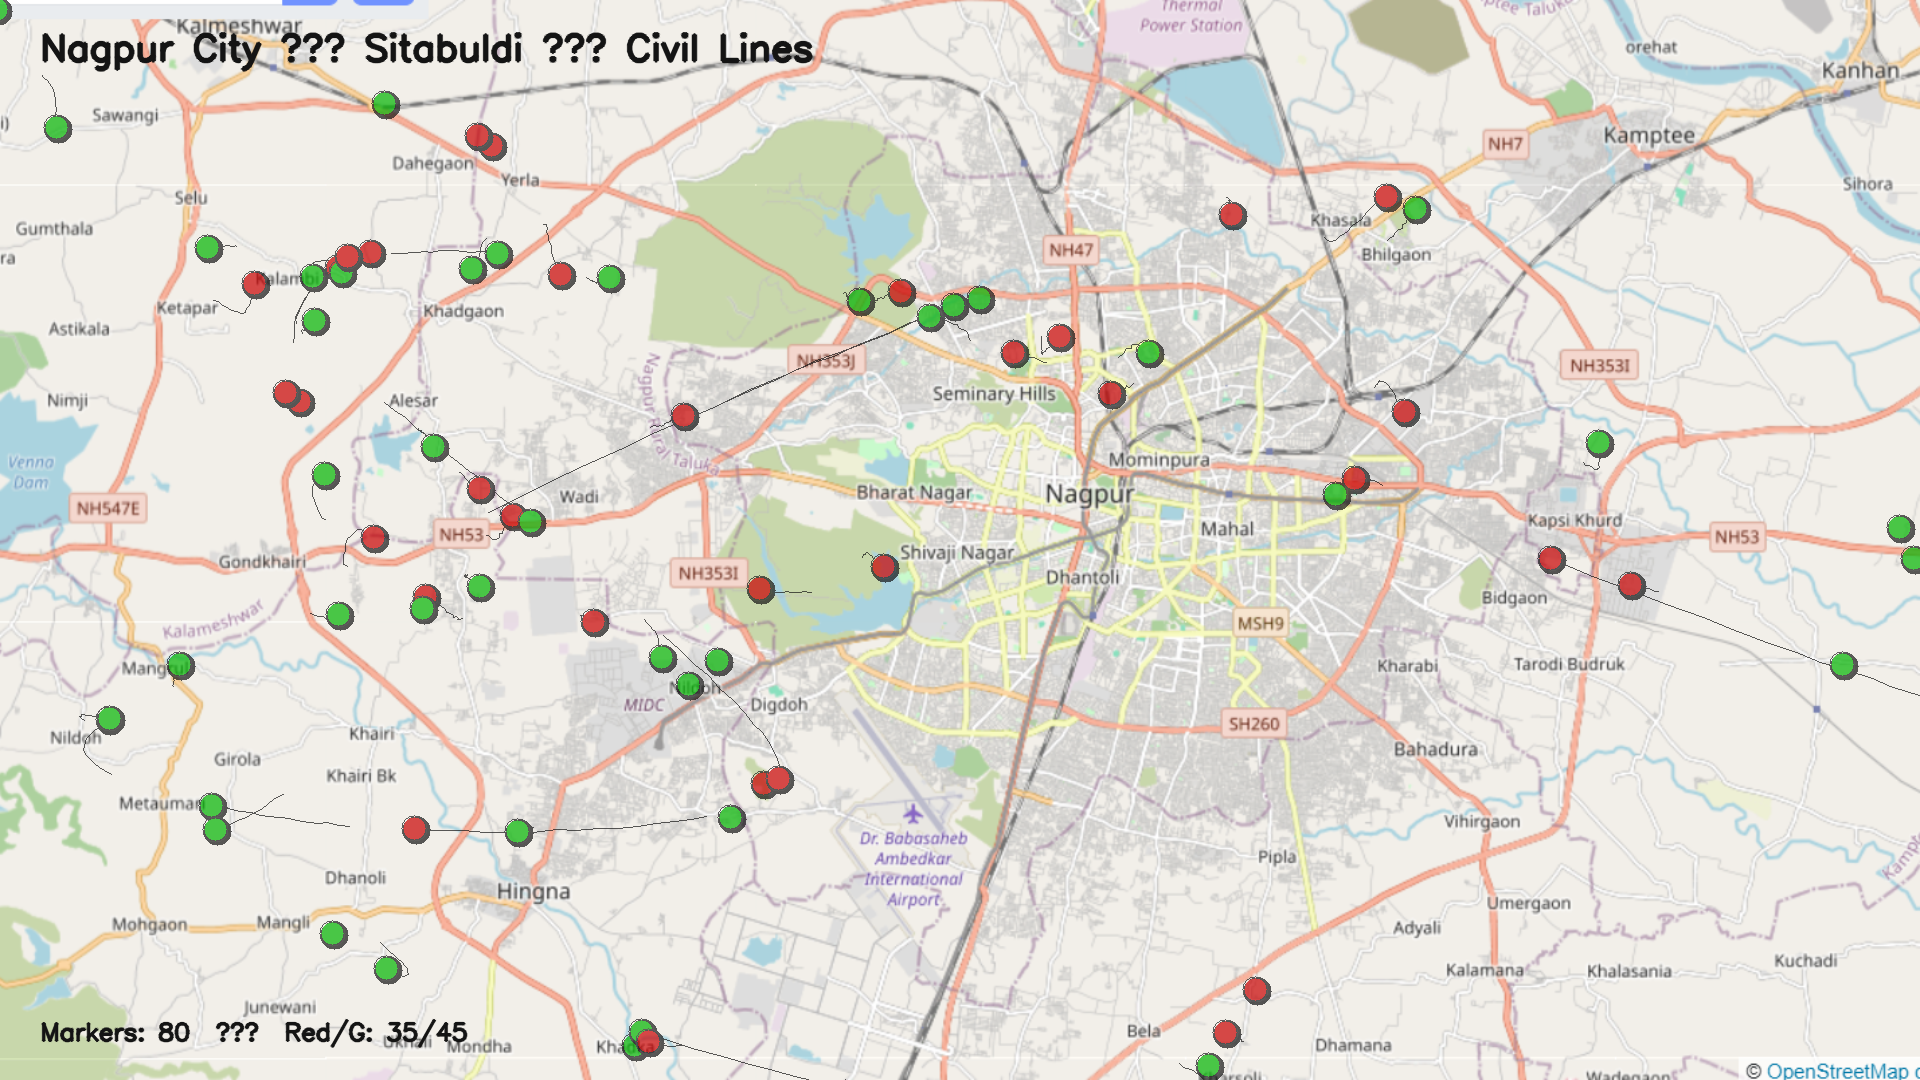 Kalmeshwar
Nagpur City ??? Sitabuldi ??? Civil Lines
Thermal
Power Station
orehat
Kanhan
Sawangi
NH7
Kamptee
Dahegaon
Yerla
Sihora
Selu
Gumthala
Khasala
NH47
Bhilgaon
ra
Kalambi
Ketapar
Khadgaon
Astikala
NH353J
NH353I
Nagpur Rural Taluka
Seminary Hills
Nimji
Alesar
Mominpura
Venna
Dam
Wadi
Bharat Nagar
Nagpur
NH547E
Mahal
Kapsi Khurd
NH53
NH53
Gondkhairi
Shivaji Nagar
NH353I
Dhantoli
Bidgaon
Kalameshwar
MSH9
Mangrul
Kharabi
Tarodi Budruk
Nildoh
MIDC
Digdoh
SH260
Nildoh
Khairi
Bahadura
Girola
Khairi Bk
Metaumari
Vihirgaon
Dr. Babasaheb
Ambedkar
International
Airport
Pipla
Dhanoli
Hingna
Umergaon
Mohgaon
Mangli
Adyali
Kalamana
Khalasania
Kuchadi
Junewani
Markers: 80 ??? Red/G: 35/45
Mondha
Bela
Dhamana
Wadegaon
© OpenStreetMap c